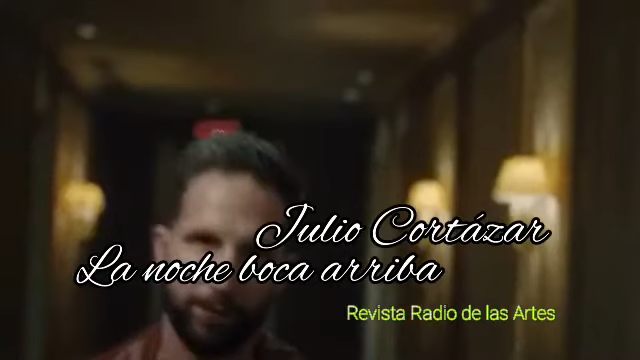 Julio Cortázar
La noche boca arriba
Revista Radio de las Artes